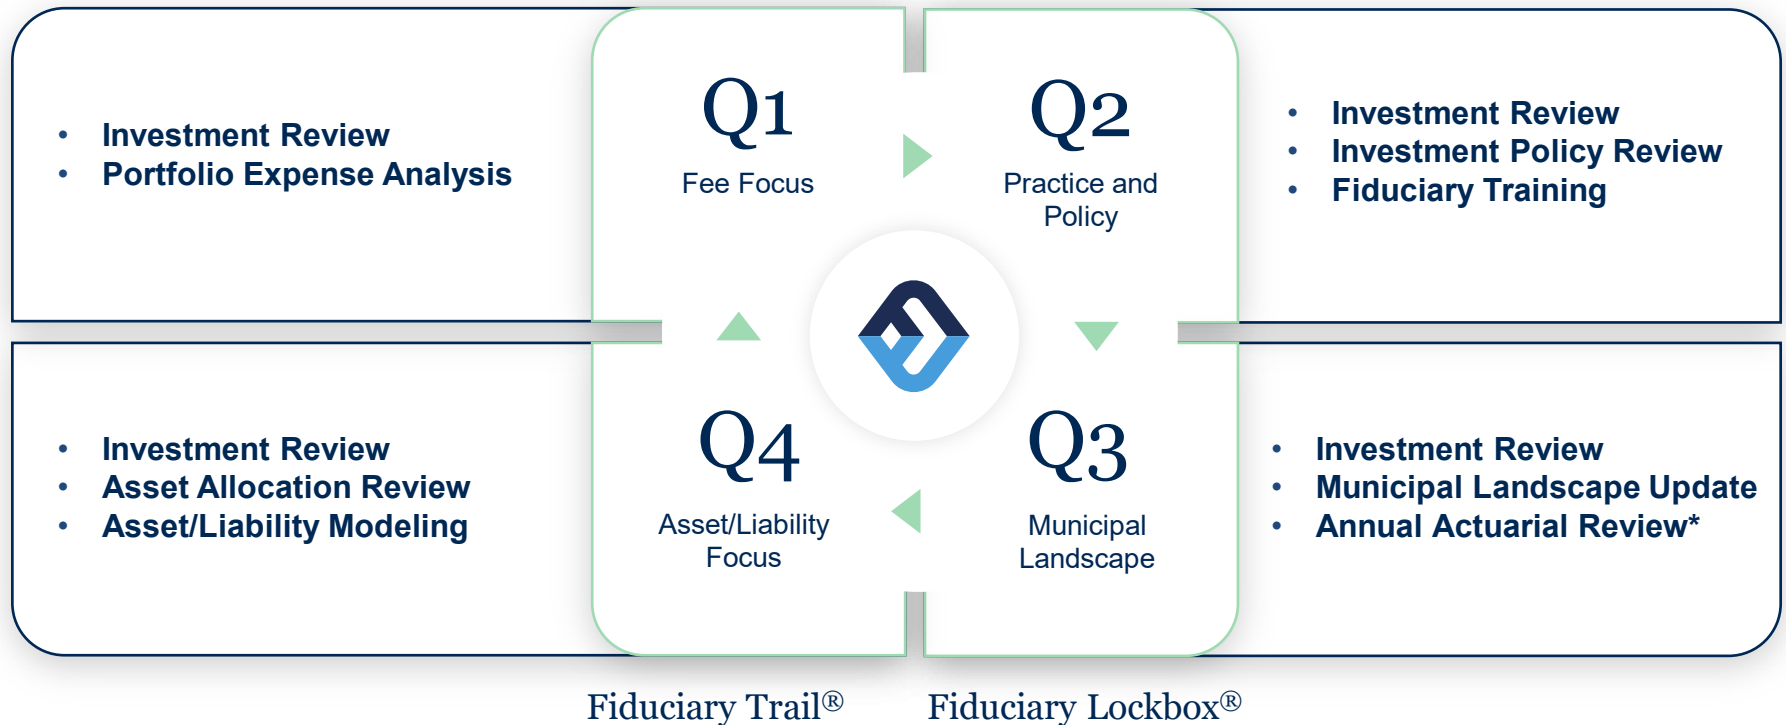 • Investment Review
• Portfolio Expense Analysis
Q1
Fee Focus
Q2
Practice and
Policy
• Investment Review
• Investment Policy Review
• Fiduciary Training
• Investment Review
• Asset Allocation Review
• Asset/Liability Modeling
Q4
Asset/Liability
Focus
Q3
Municipal
Landscape
• Investment Review
• Municipal Landscape Update
• Annual Actuarial Review*
Fiduciary Trail®
Fiduciary Lockbox®